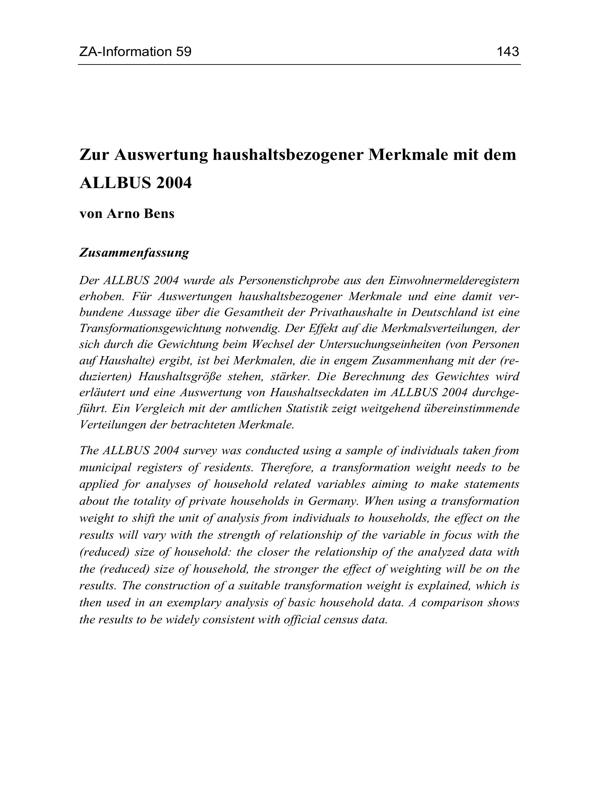 ZA-Information 59 143
Zur Auswertung haushaltsbezogener Merkmale mit dem
ALLBUS 2004
von Arno Bens
Zusammenfassung
Der ALLBUS 2004 wurde als Personenstichprobe aus den Einwohnermelderegistern
erhoben. Für Auswertungen haushaltsbezogener Merkmale und eine damit ver-
bundene Aussage über die Gesamtheit der Privathaushalte in Deutschland ist eine
Transformationsgewichtung notwendig. Der Effekt auf die Merkmalsverteilungen, der
sich durch die Gewichtung beim Wechsel der Untersuchungseinheiten (von Personen
auf Haushalte) ergibt, ist bei Merkmalen, die in engem Zusammenhang mit der (re-
duzierten) Haushaltsgröße stehen, stärker. Die Berechnung des Gewichtes wird
erläutert und eine Auswertung von Haushaltseckdaten im ALLBUS 2004 durchge-
führt. Ein Vergleich mit der amtlichen Statistik zeigt weitgehend übereinstimmende
Verteilungen der betrachteten Merkmale.
The ALLBUS 2004 survey was conducted using a sample of individuals taken from
municipal registers of residents. Therefore, a transformation weight needs to be
applied for analyses of household related variables aiming to make statements
about the totality of private households in Germany. When using a transformation
weight to shift the unit of analysis from individuals to households, the effect on the
results will vary with the strength of relationship of the variable in focus with the
(reduced) size of household: the closer the relationship of the analyzed data with
the (reduced) size of household, the stronger the effect of weighting will be on the
results. The construction of a suitable transformation weight is explained, which is
then used in an exemplary analysis of basic household data. A comparison shows
the results to be widely consistent with official census data.